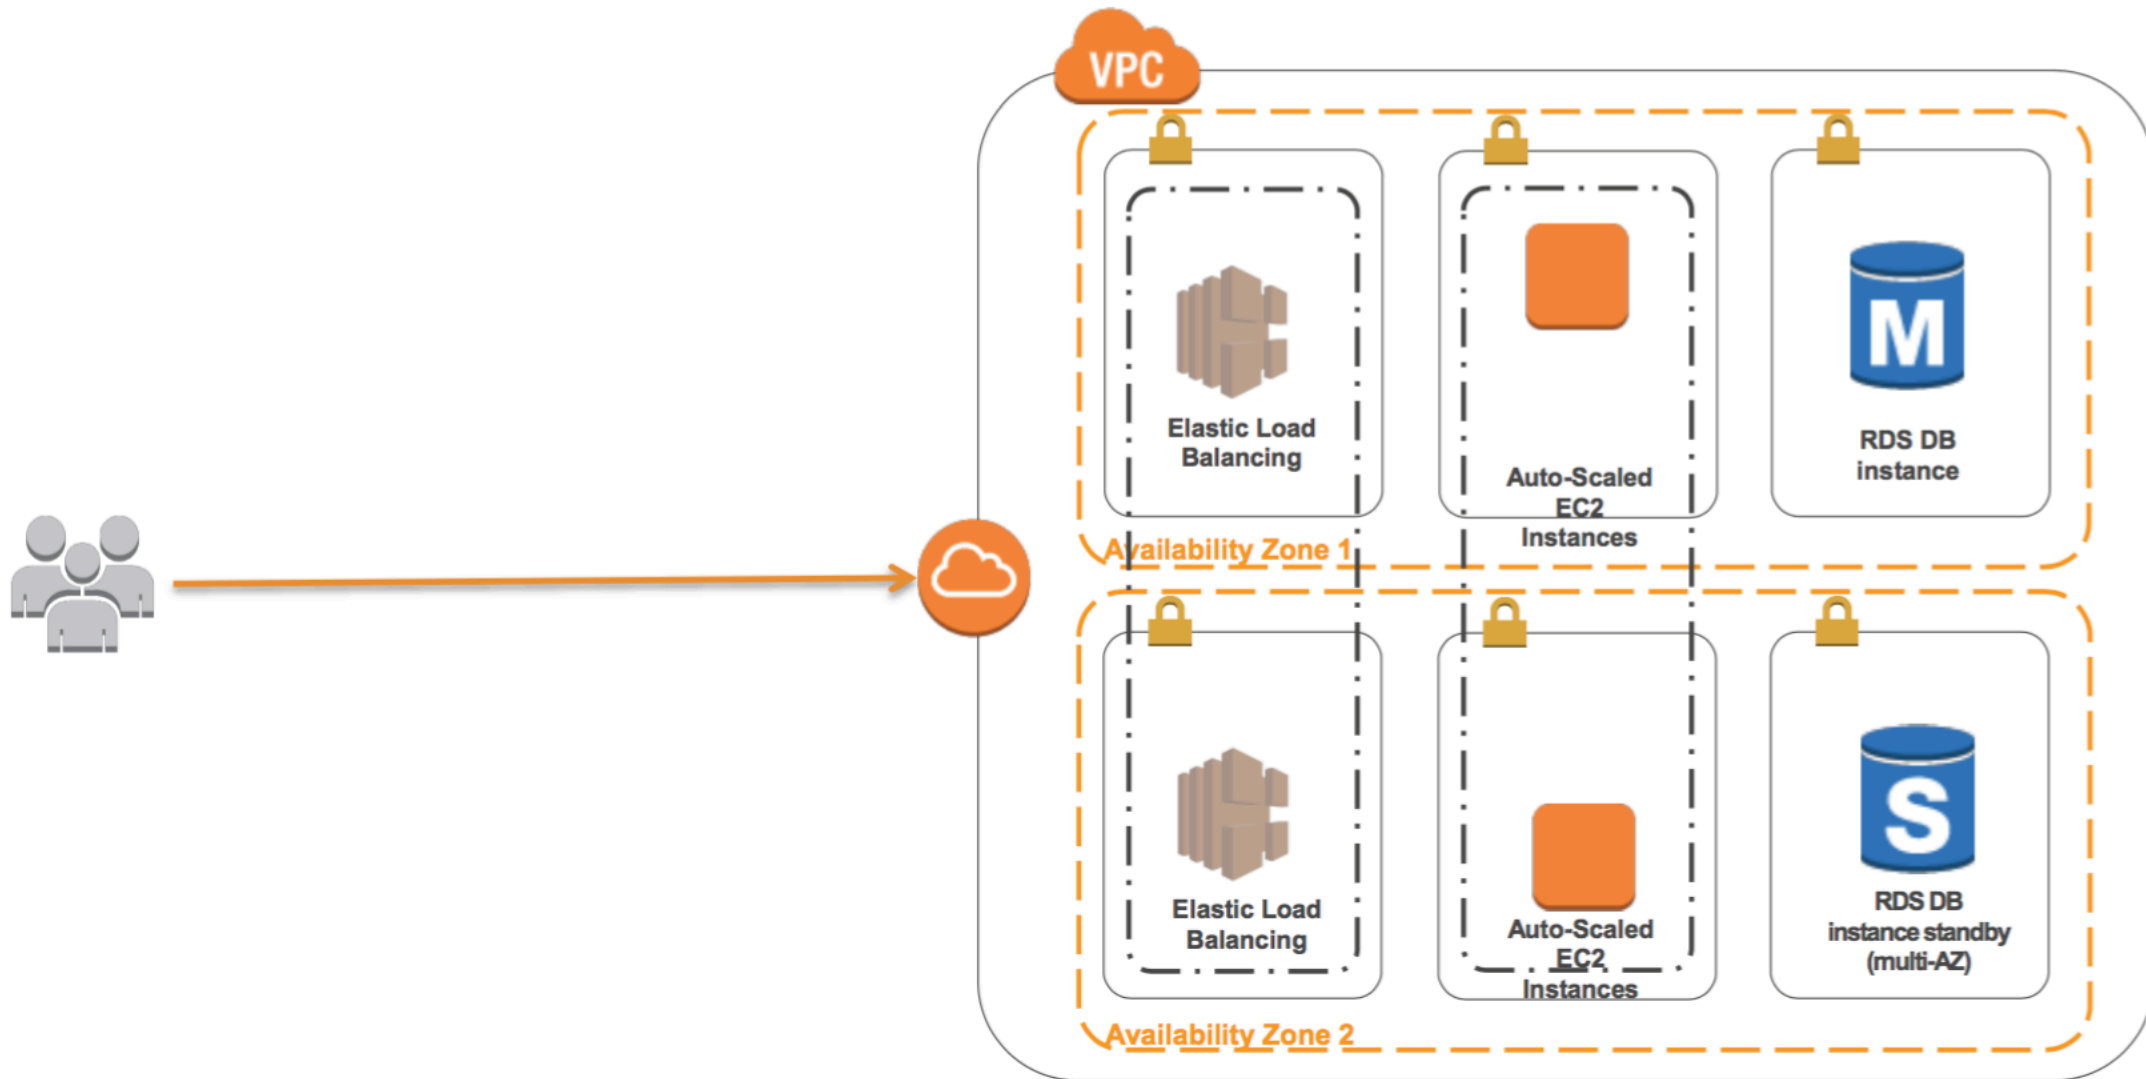 VPC
Elastic Load
Balancing
Auto-Scaled
EC2
Instances
M
RDS DB
instance
Availability Zone 1
Elastic Load
Balancing
Auto-Scaled
EC2
Instances
S
RDS DB
instance standby
(multi-AZ)
Availability Zone 2